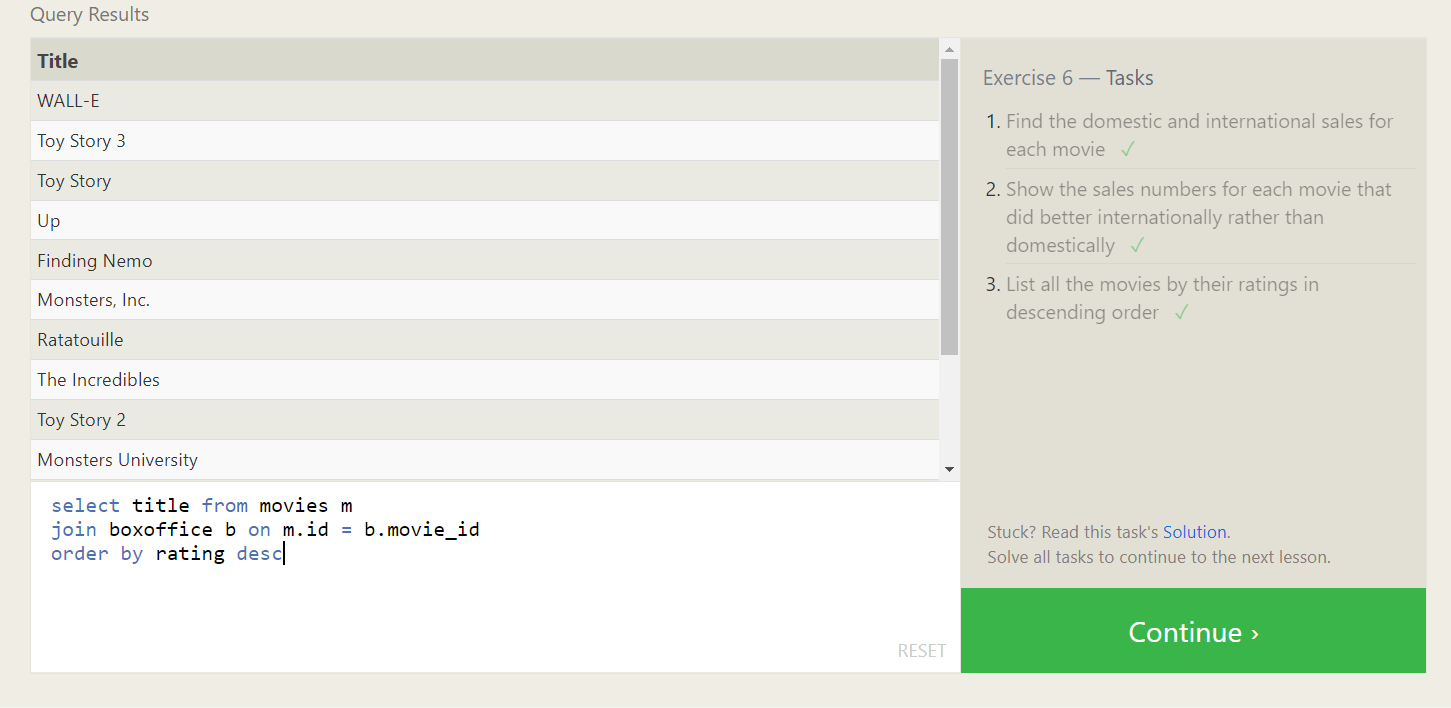 Query Results
Title
WALL-E
Toy Story 3
Toy Story
Up
Finding Nemo
Monsters, Inc.
Ratatouille
The Incredibles
Toy Story 2
Monsters University
select title from movies m
join boxoffice b on m.id = b.movie_id
order by rating desc
RESET
Exercise 6 — Tasks
1. Find the domestic and international sales for
each movie ✓
2. Show the sales numbers for each movie that
did better internationally rather than
domestically ✓
3. List all the movies by their ratings in
descending order ✓
Stuck? Read this task's Solution.
Solve all tasks to continue to the next lesson.
Continue ›